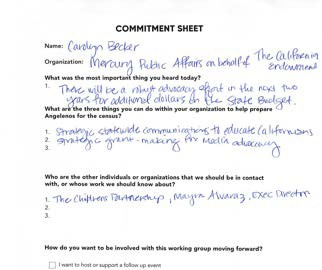 COMMITMENT SHEET
Name: Carolyn Becker
Organization: Mercury Public Affairs on behalf of The California
endowment
What was the most important thing you heard today?
1. There will be a robust advocacy effort in the next two
years for additional dollars in the State Budget.
What are the three things you can do within your organization to help prepare
Angelenos for the census?
1. Strategic statewide communications to educate Californians
2. strategic grant-making for media advocacy
3.
Who are the other individuals or organizations that we should be in contact
with, or whose work we should know about?
1. The Childrens Partnership, Mayra Alvarez, Exec Director
2.
3.
How do you want to be involved with this working group moving forward?
I want to host or support a follow up event